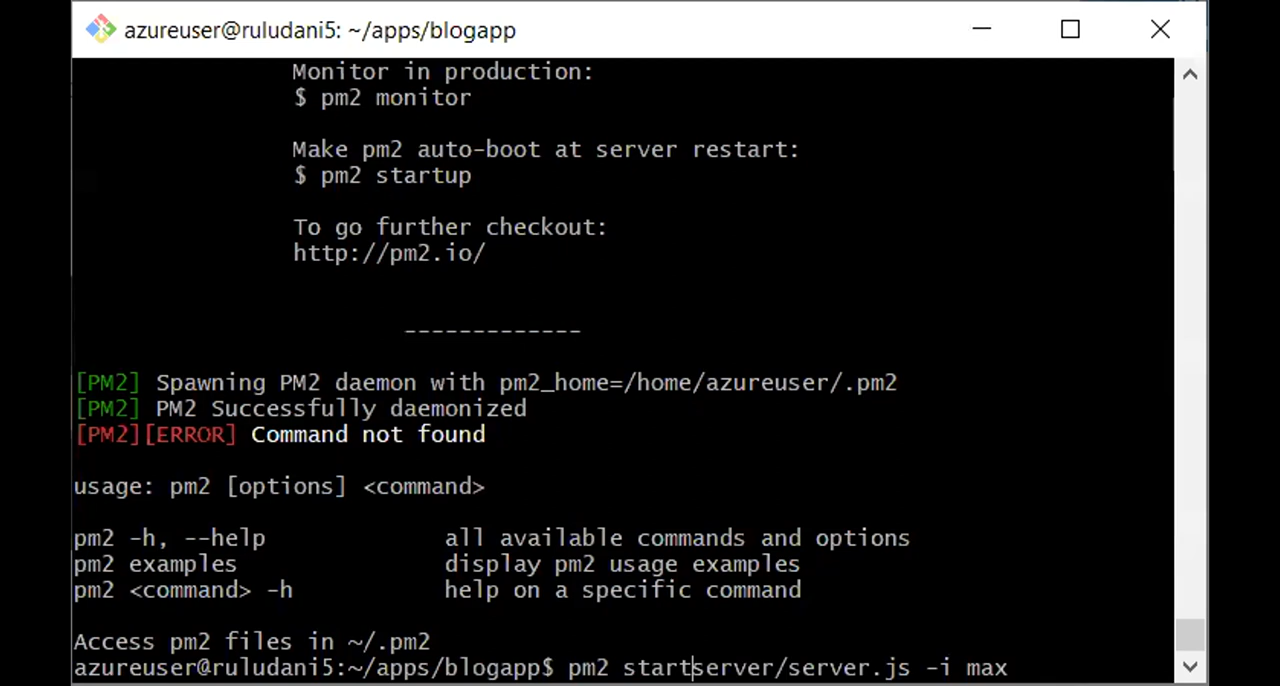 azureuser@ruludani5: ~/apps/blogapp
Monitor in production:
$ pm2 monitor
Make pm2 auto-boot at server restart:
$ pm2 startup
To go further checkout:
http://pm2.io/
-------------
[PM2] Spawning PM2 daemon with pm2_home=/home/azureuser/.pm2
[PM2] PM2 Successfully daemonized
[PM2][ERROR] Command not found
usage: pm2 [options] <command>
pm2 -h, --help all available commands and options
pm2 examples display pm2 usage examples
pm2 <command> -h help on a specific command
Access pm2 files in ~/.pm2
azureuser@ruludani5:~/apps/blogapp$ pm2 startserver/server.js -i max